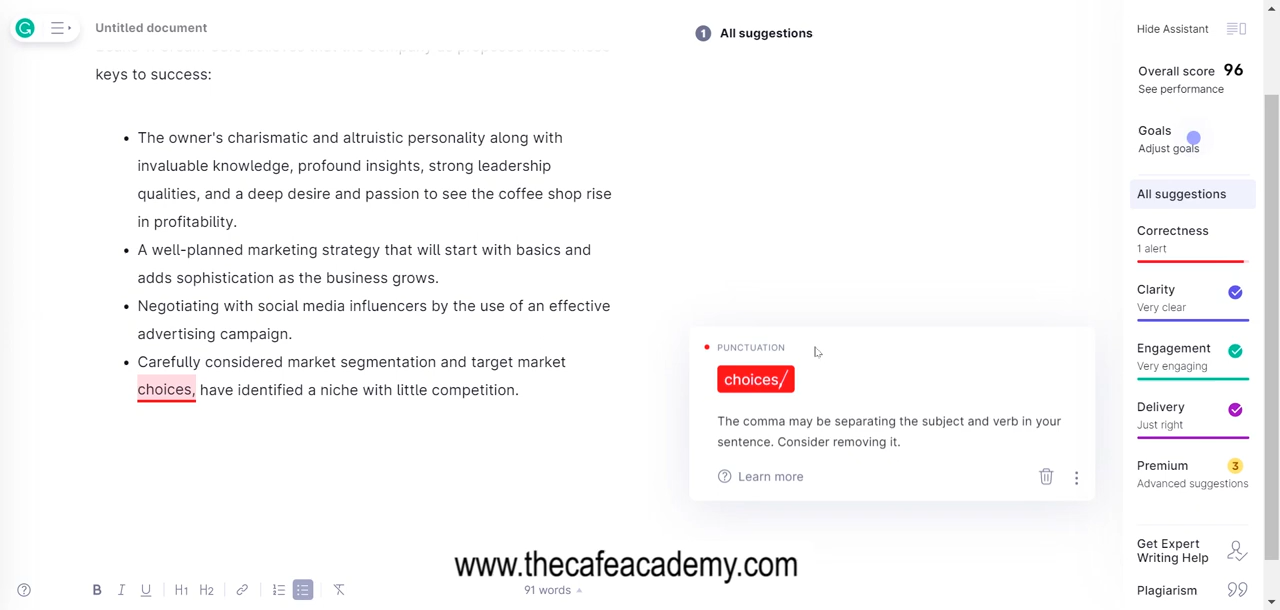 Untitled document
keys to success:
• The owner's charismatic and altruistic personality along with
invaluable knowledge, profound insights, strong leadership
qualities, and a deep desire and passion to see the coffee shop rise
in profitability.
• A well-planned marketing strategy that will start with basics and
adds sophistication as the business grows.
• Negotiating with social media influencers by the use of an effective
advertising campaign.
• Carefully considered market segmentation and target market
choices, have identified a niche with little competition.
B I U H1 H2
91 words
1 All suggestions
PUNCTUATION
choices/
The comma may be separating the subject and verb in your
sentence. Consider removing it.
Learn more
Hide Assistant
Overall score 96
See performance
Goals
Adjust goals
All suggestions
Correctness
1 alert
Clarity
Very clear
Engagement
Very engaging
Delivery
Just right
Premium 3
Advanced suggestions
Get Expert
Writing Help
Plagiarism
www.thecafeacademy.com